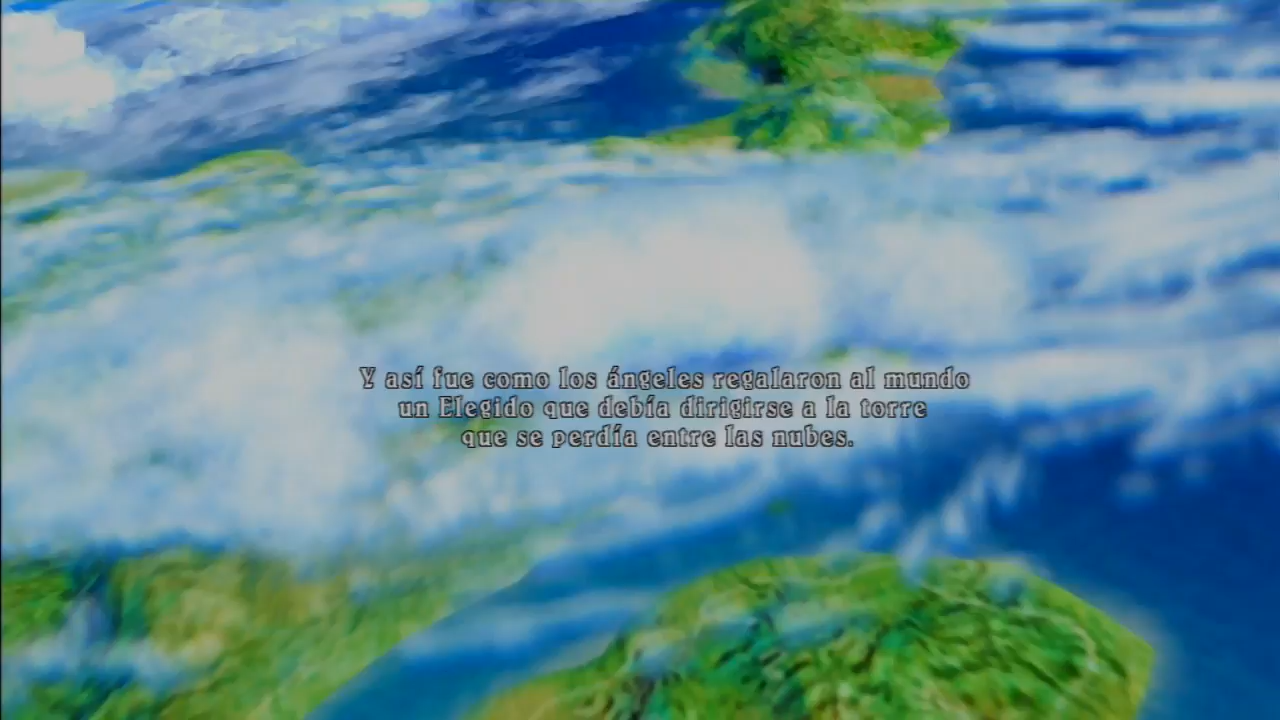 Y así fue como los ángeles regalaron al mundo
un Elegido que debía dirigirse a la torre
que se perdía entre las nubes.